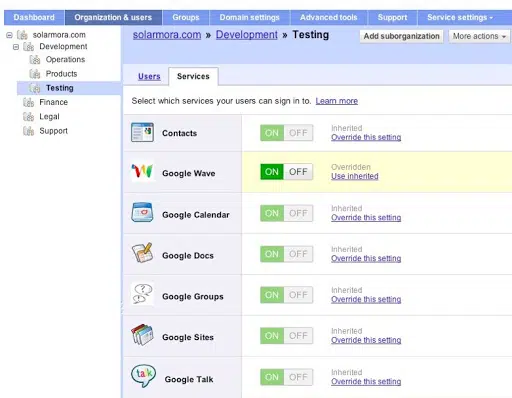 Dashboard Organization & users Groups Domain settings Advanced tools Support Service settings
solarmora.com
Development
Operations
Products
Testing
Finance
Legal
Support
solarmora.com » Development » Testing
Add suborganization More actions
Users Services
Select which services your users can sign in to. Learn more
Contacts ON OFF Inherited
Override this setting
Google Wave ON OFF Overridden
Use inherited
Google Calendar ON OFF Inherited
Override this setting
Google Docs ON OFF Inherited
Override this setting
Google Groups ON OFF Inherited
Override this setting
Google Sites ON OFF Inherited
Override this setting
talk Google Talk ON OFF Inherited
Override this setting